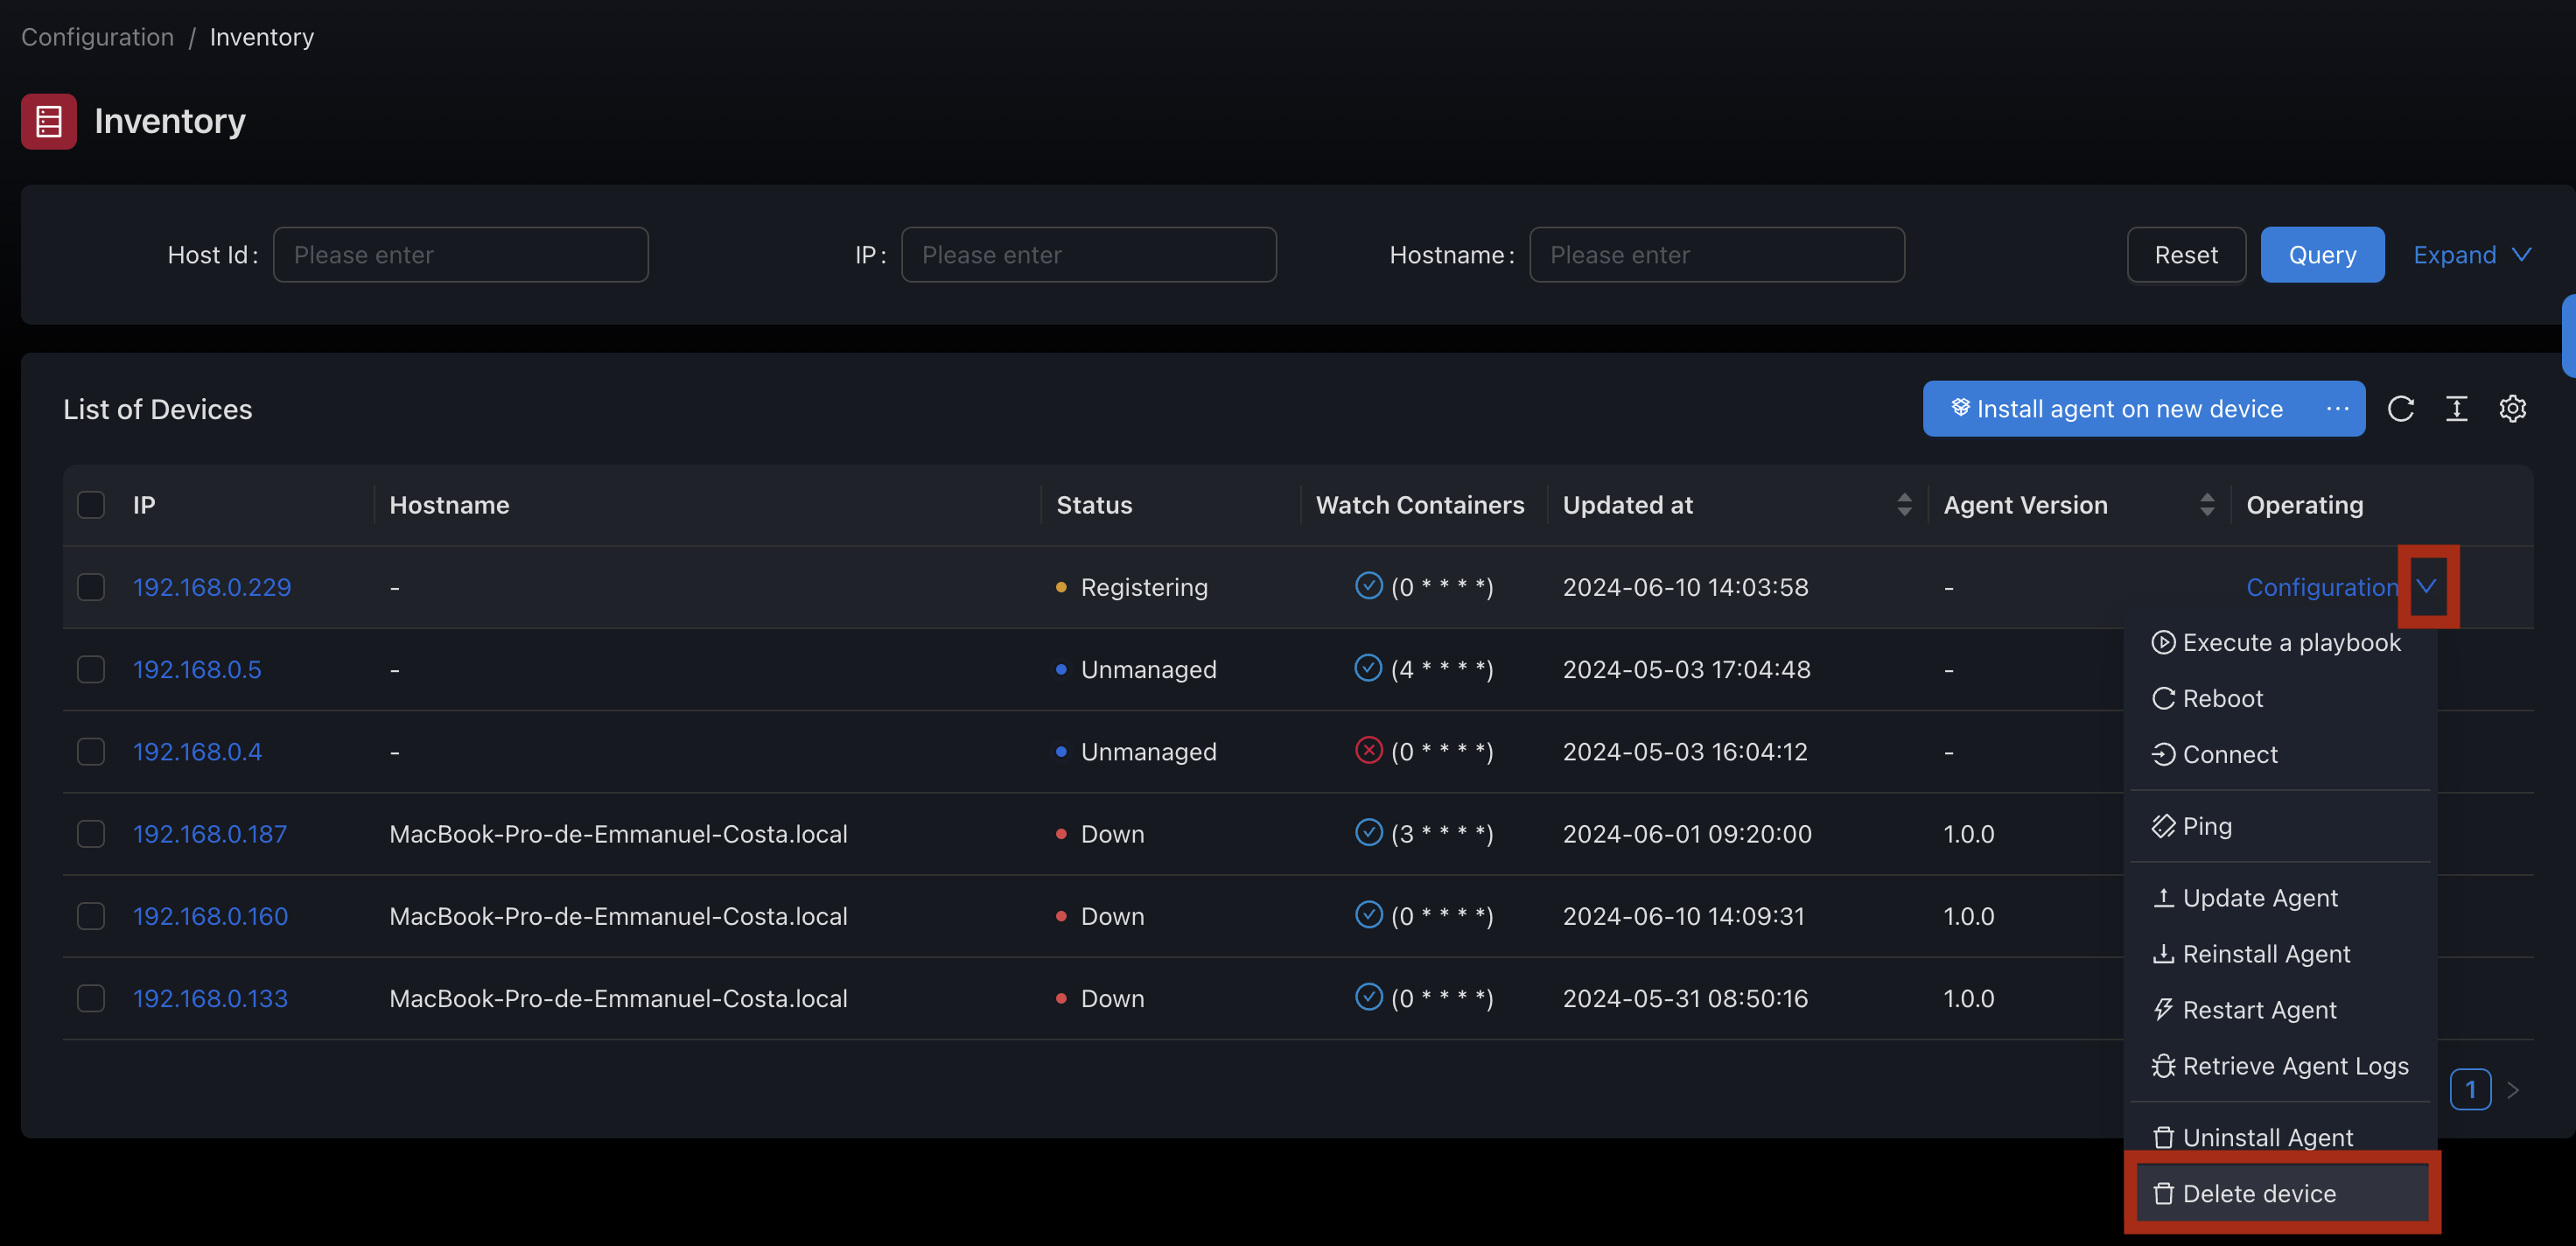 Configuration / Inventory
Inventory
Host Id : Please enter IP : Please enter Hostname : Please enter Reset Query Expand
List of Devices Install agent on new device ···
IP Hostname Status Watch Containers Updated at Agent Version Operating
192.168.0.229 - Registering (0 * * * *) 2024-06-10 14:03:58 - Configuration
192.168.0.5 - Unmanaged (4 * * * *) 2024-05-03 17:04:48 -
192.168.0.4 - Unmanaged (0 * * * *) 2024-05-03 16:04:12 -
192.168.0.187 MacBook-Pro-de-Emmanuel-Costa.local Down (3 * * * *) 2024-06-01 09:20:00 1.0.0
192.168.0.160 MacBook-Pro-de-Emmanuel-Costa.local Down (0 * * * *) 2024-06-10 14:09:31 1.0.0
192.168.0.133 MacBook-Pro-de-Emmanuel-Costa.local Down (0 * * * *) 2024-05-31 08:50:16 1.0.0
Execute a playbook
Reboot
Connect
Ping
Update Agent
Reinstall Agent
Restart Agent
Retrieve Agent Logs
Uninstall Agent
Delete device
1 >